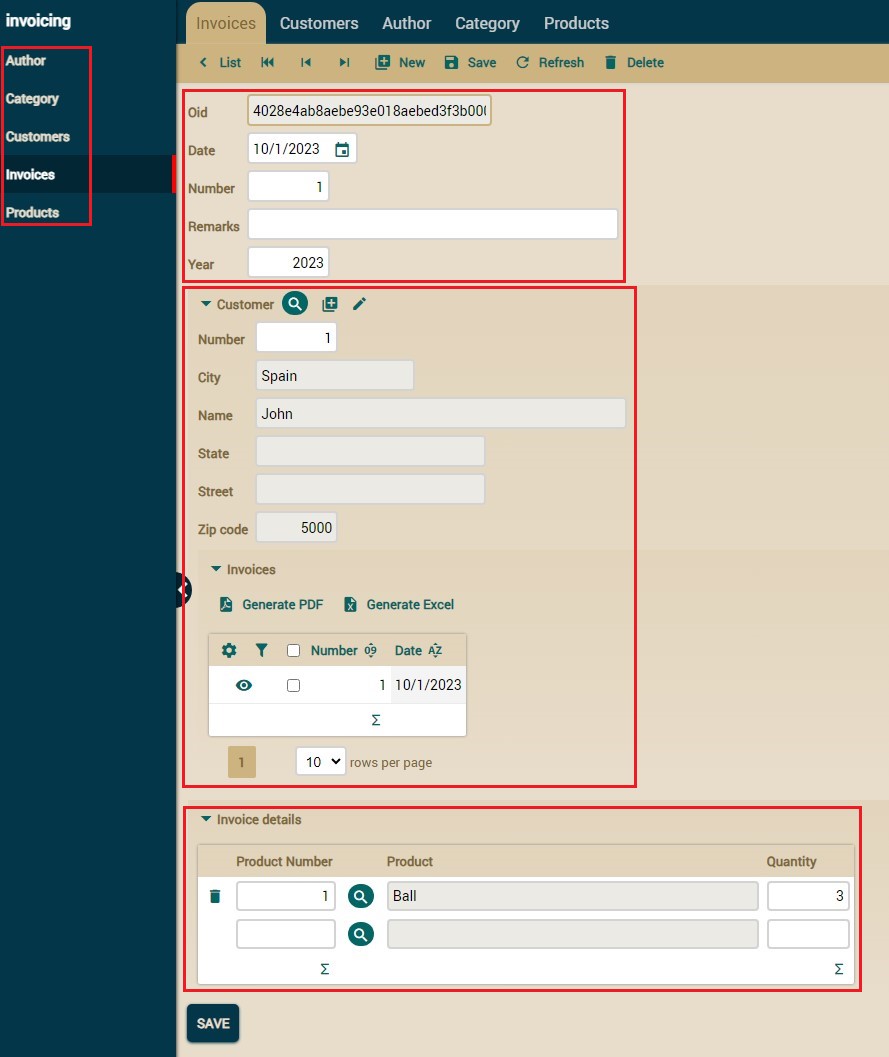 invoicing
Author
Category
Customers
Invoices
Products
Invoices Customers Author Category Products
List New Save Refresh Delete
Oid 4028e4ab8aebe93e018aebed3f3b00
Date 10/1/2023
Number 1
Remarks
Year 2023
Customer
Number 1
City Spain
Name John
State
Street
Zip code 5000
Invoices
Generate PDF Generate Excel
Number 09 Date AZ
1 10/1/2023
Σ
1 10 rows per page
Invoice details
Product Number Product Quantity
1 Ball 3
Σ Σ
SAVE